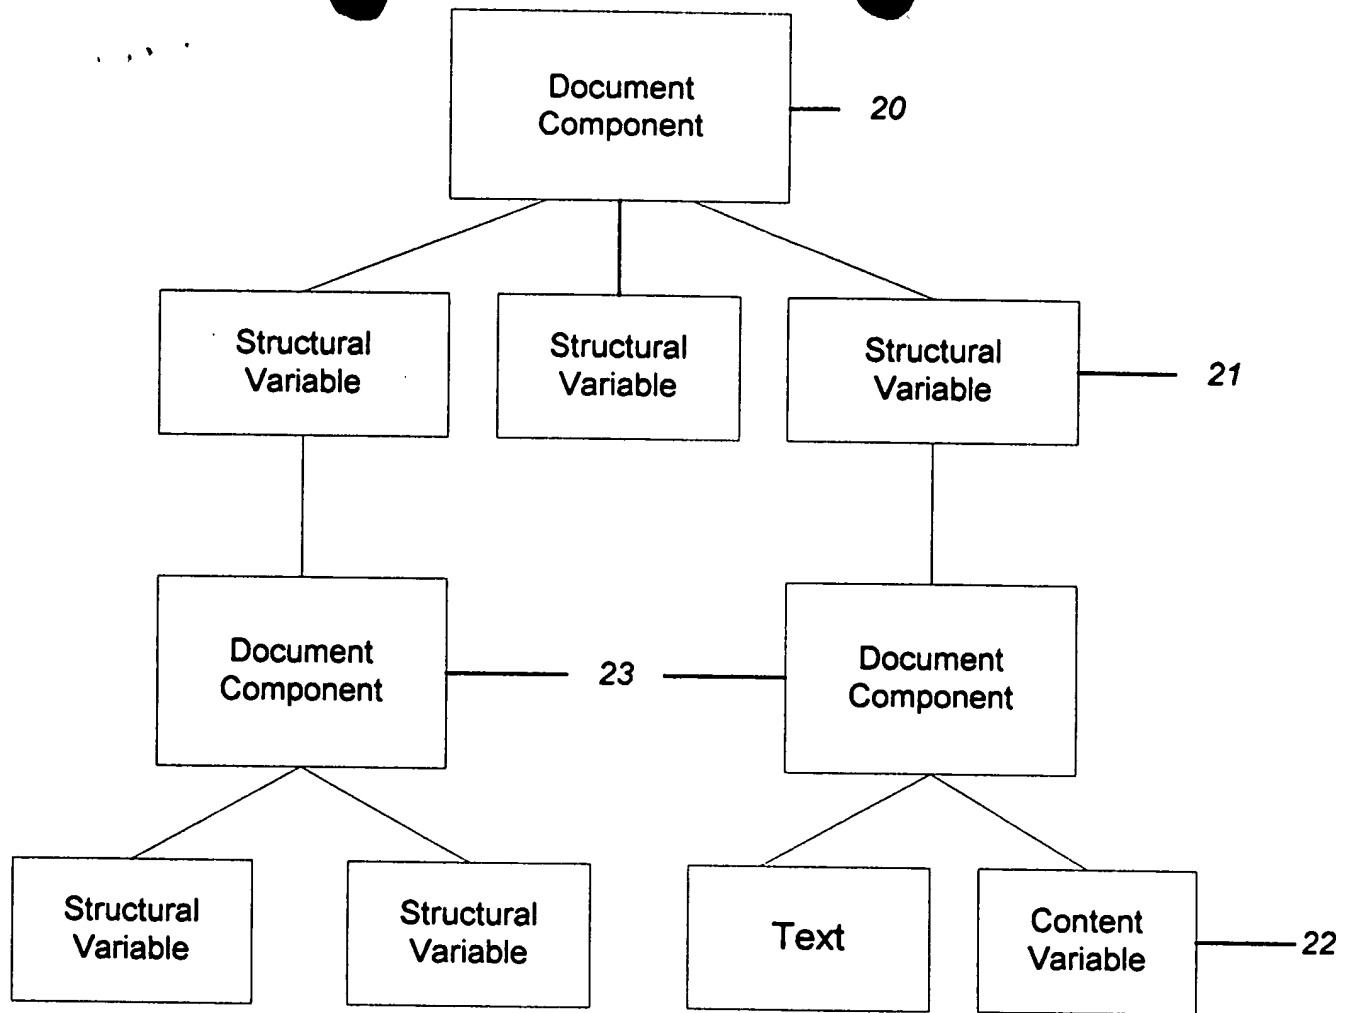 Document
Component
20
Structural
Variable
Structural
Variable
Structural
Variable
21
Document
Component
23
Document
Component
Structural
Variable
Structural
Variable
Text
Content
Variable
22